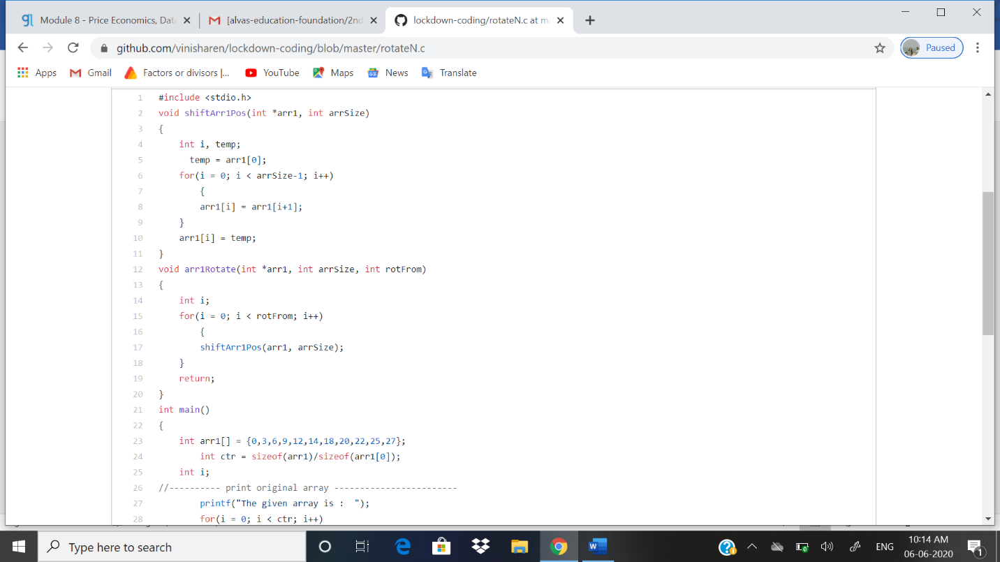 Module 8 - Price Economics, Dat
[alvas-education-foundation/2nd
lockdown-coding/rotateN.c at m
github.com/vinisharen/lockdown-coding/blob/master/rotateN.c
Paused
Apps Gmail Factors or divisors |... YouTube Maps News Translate
1 #include <stdio.h>
2 void shiftArr1Pos(int *arr1, int arrSize)
3 {
4 int i, temp;
5 temp = arr1[0];
6 for(i = 0; i < arrSize-1; i++)
7 {
8 arr1[i] = arr1[i+1];
9 }
10 arr1[i] = temp;
11 }
12 void arr1Rotate(int *arr1, int arrSize, int rotFrom)
13 {
14 int i;
15 for(i = 0; i < rotFrom; i++)
16 {
17 shiftArr1Pos(arr1, arrSize);
18 }
19 return;
20 }
21 int main()
22 {
23 int arr1[] = {0,3,6,9,12,14,18,20,22,25,27};
24 int ctr = sizeof(arr1)/sizeof(arr1[0]);
25 int i;
26 //---------- print original array ------------------------
27 printf("The given array is :  ");
28 for(i = 0; i < ctr; i++)
Type here to search
ENG
10:14 AM
06-06-2020
1